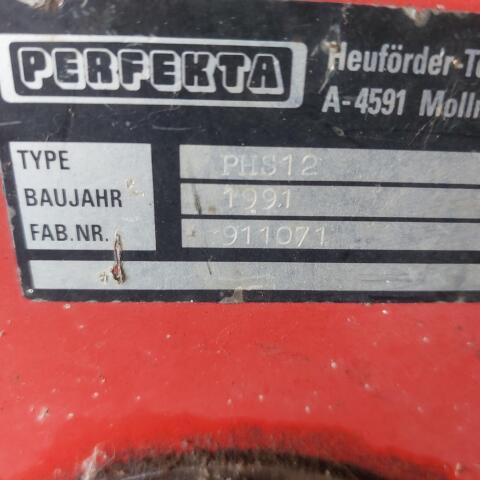 PERFEKTA
Heuförder-T
A-4591 Molln
TYPE PHS12
BAUJAHR 1991
FAB.NR. 911071